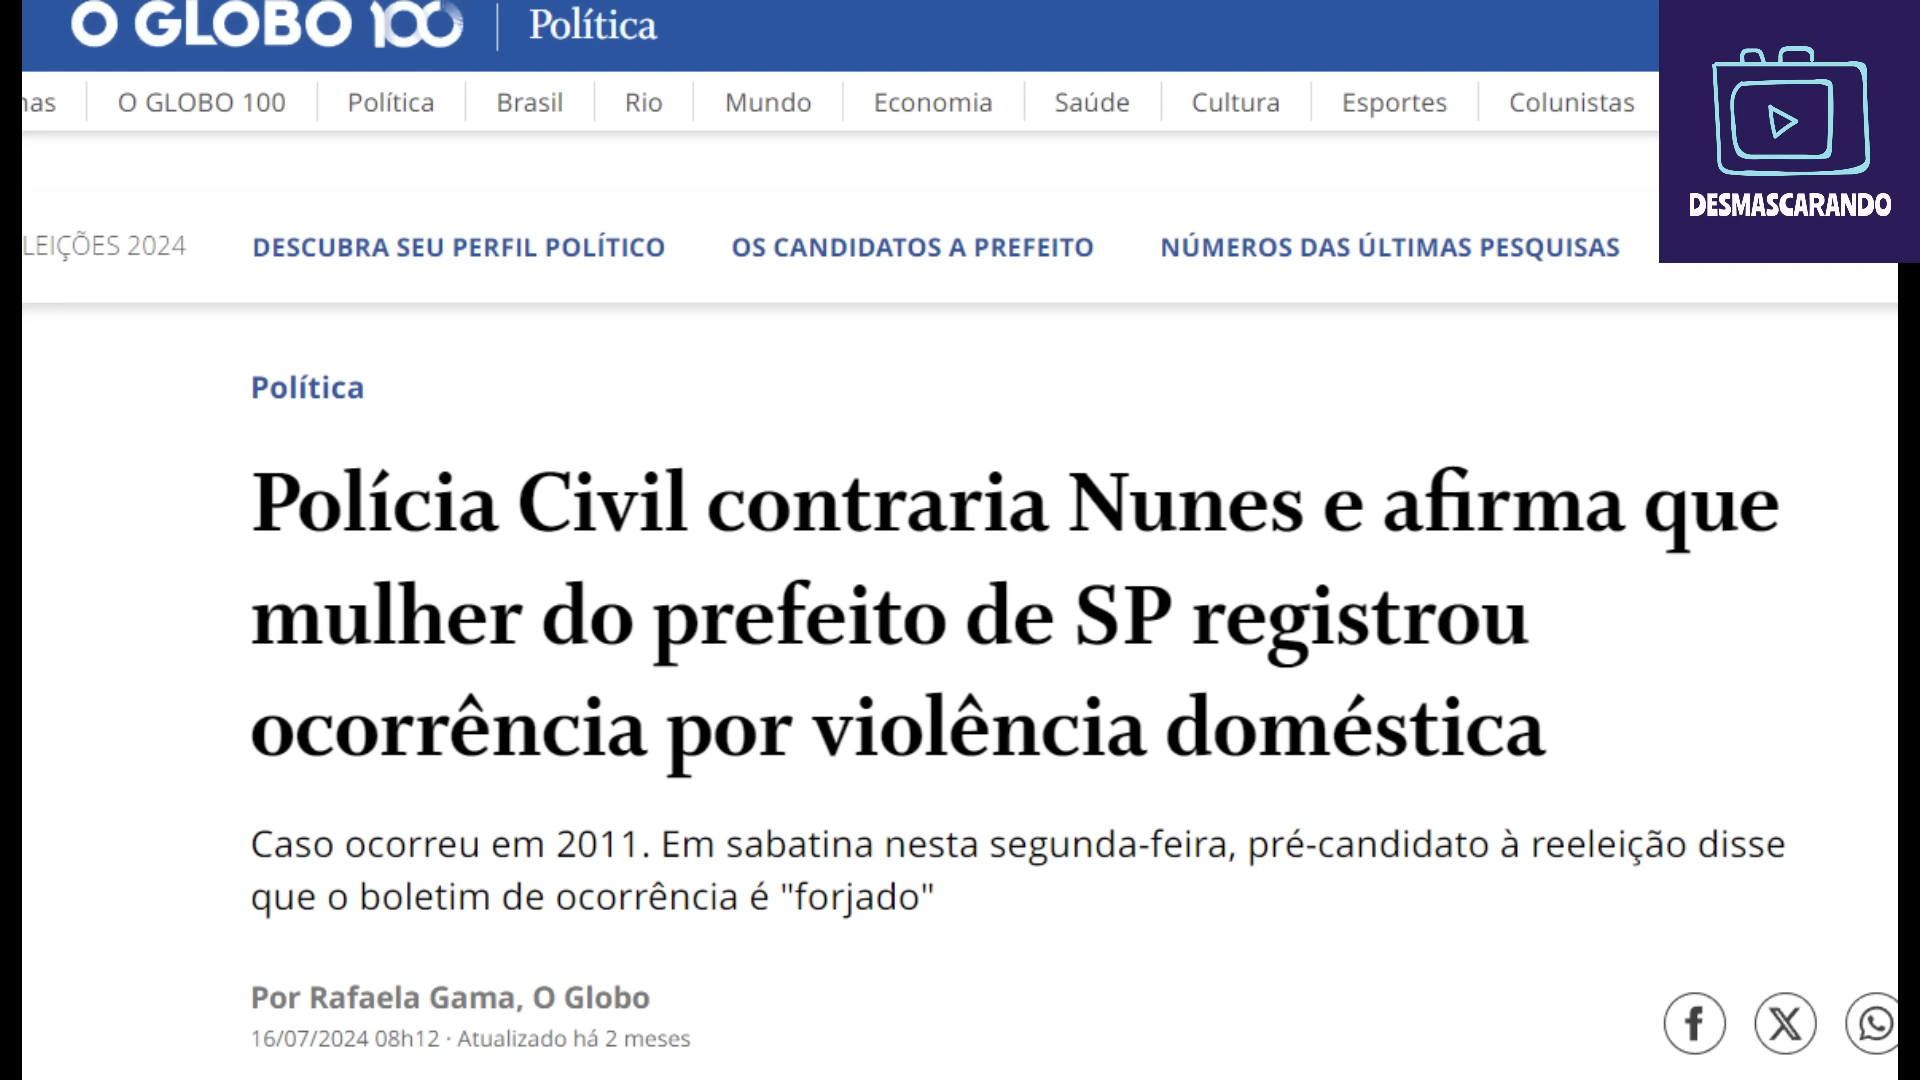 O GLOBO 100 Política
O GLOBO 100 Política Brasil Rio Mundo Economia Saúde Cultura Esportes Colunistas
DESMASCARANDO
LEIÇÕES 2024 DESCUBRA SEU PERFIL POLÍTICO OS CANDIDATOS A PREFEITO NÚMEROS DAS ÚLTIMAS PESQUISAS
Política
Polícia Civil contraria Nunes e afirma que
mulher do prefeito de SP registrou
ocorrência por violência doméstica
Caso ocorreu em 2011. Em sabatina nesta segunda-feira, pré-candidato à reeleição disse
que o boletim de ocorrência é "forjado"
Por Rafaela Gama, O Globo
16/07/2024 08h12 · Atualizado há 2 meses